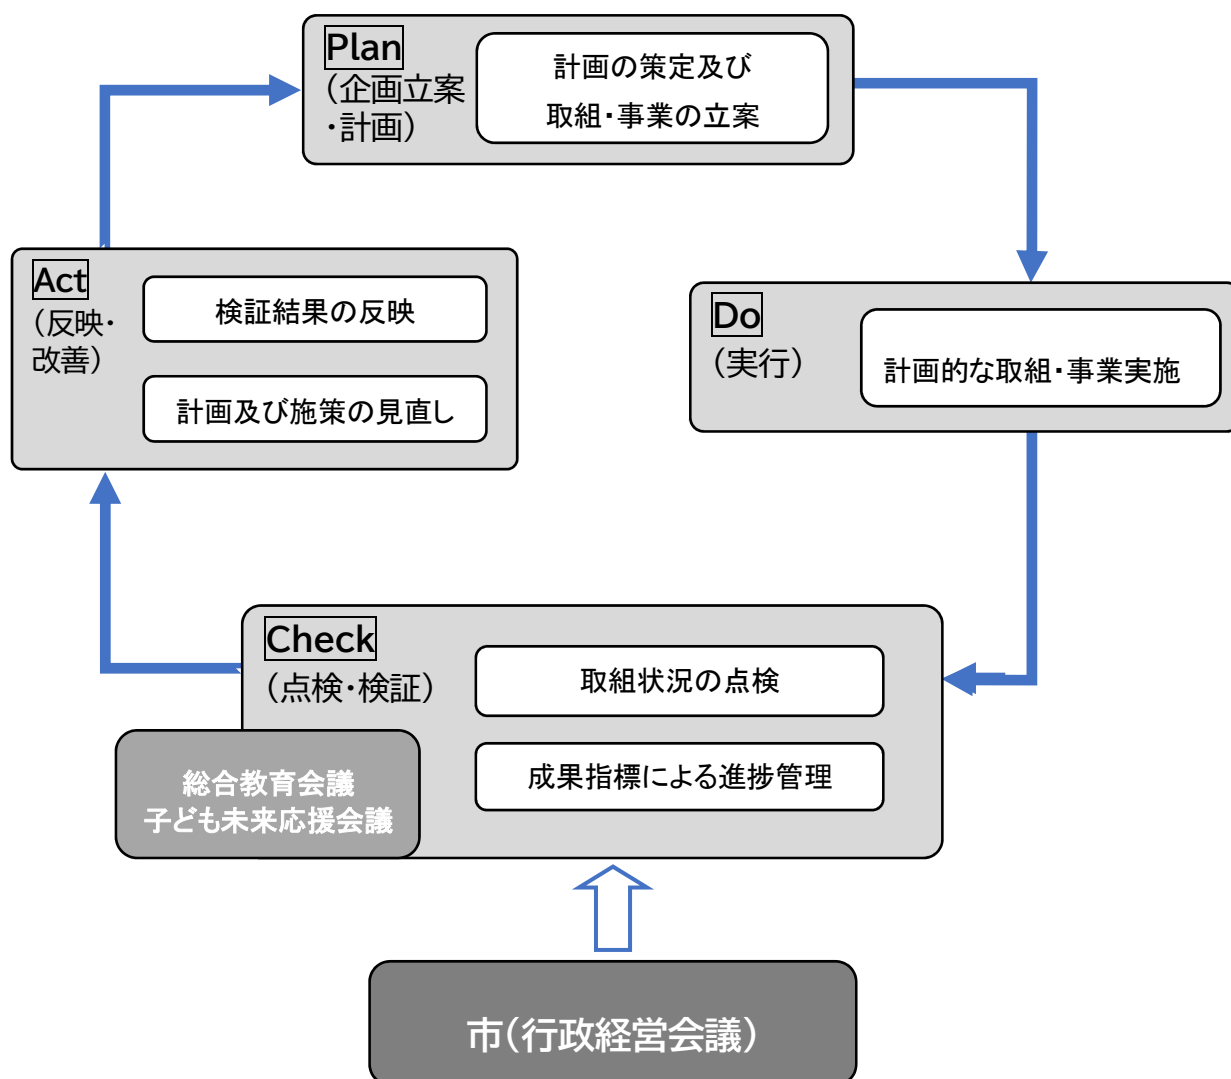 Plan
（企画立案
・計画）
計画の策定及び
取組・事業の立案
Do
（実行）
計画的な取組・事業実施
Act
（反映・
改善）
検証結果の反映
計画及び施策の見直し
Check
（点検・検証）
取組状況の点検
成果指標による進捗管理
総合教育会議
子ども未来応援会議
市（行政経営会議）